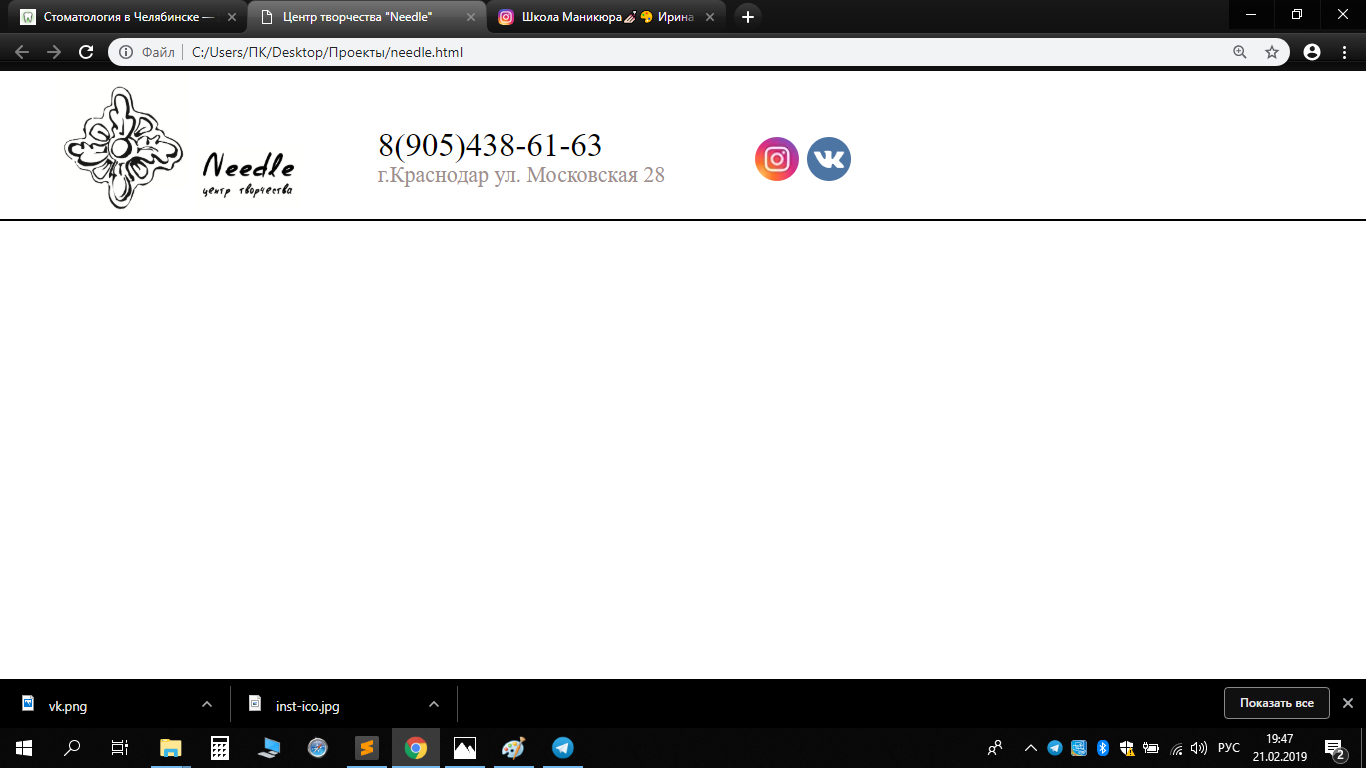 Стоматология в Челябинске —
Центр творчества "Needle"
Школа Маникюра💅🏻🎨 Ирина
Файл
C:/Users/ПК/Desktop/Проекты/needle.html
Needle
центр творчества
8(905)438-61-63
г.Краснодар ул. Московская 28
vk.png
inst-ico.jpg
Показать все
РУС
19:47
21.02.2019
2